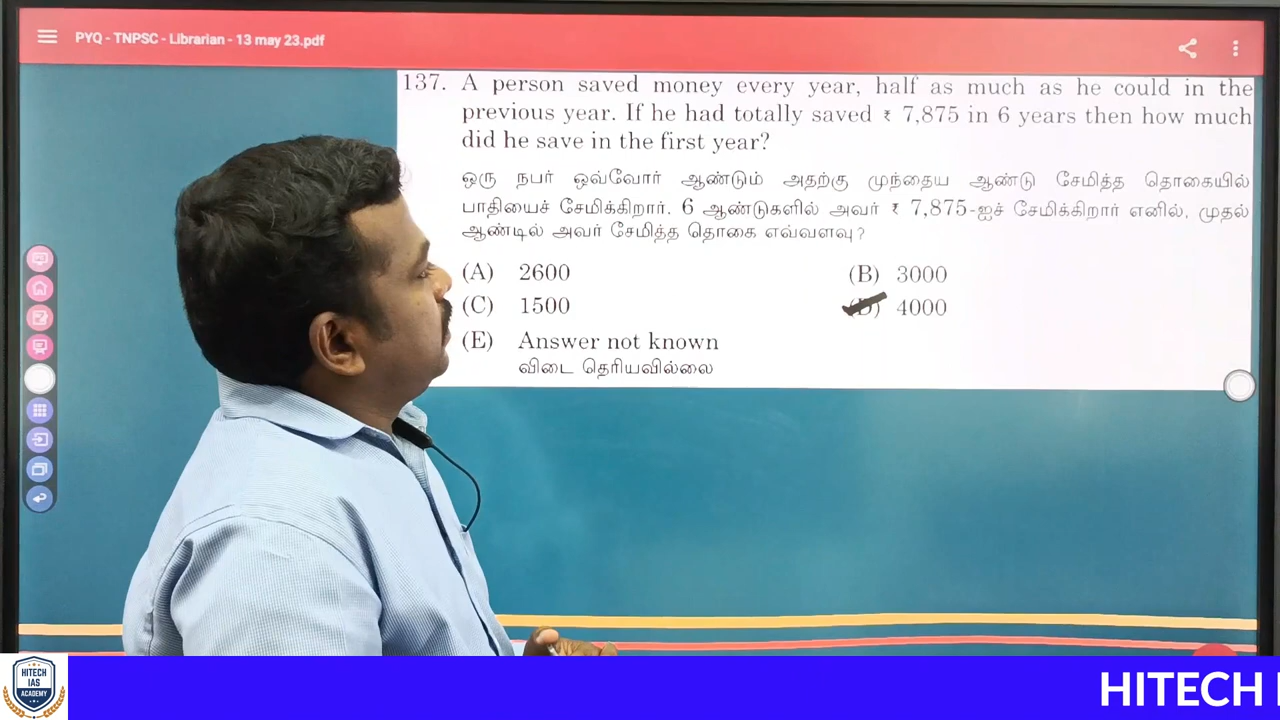 PYQ - TNPSC - Librarian - 13 may 23.pdf
137. A person saved money every year, half as much as he could in the
previous year. If he had totally saved ₹ 7,875 in 6 years then how much
did he save in the first year?
ஒரு நபர் ஒவ்வோர் ஆண்டும் அதற்கு முந்தைய ஆண்டு சேமித்த தொகையில்
பாதியைச் சேமிக்கிறார். 6 ஆண்டுகளில் அவர் ₹ 7,875-ஐச் சேமிக்கிறார் எனில், முதல்
ஆண்டில் அவர் சேமித்த தொகை எவ்வளவு?
(A) 2600 (B) 3000
(C) 1500 (D) 4000
(E) Answer not known
விடை தெரியவில்லை
HITECH
IAS
ACADEMY
HITECH